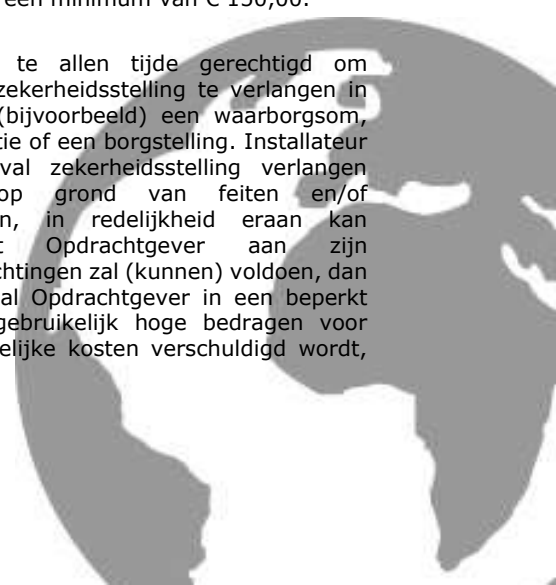 een minimum van € 150,00.
te allen tijde gerechtigd om
zekerheidsstelling te verlangen in
(bijvoorbeeld) een waarborgsom,
tie of een borgstelling. Installateur
val zekerheidsstelling verlangen
op grond van feiten en/of
n, in redelijkheid eraan kan
t Opdrachtgever aan zijn
chtingen zal (kunnen) voldoen, dan
al Opdrachtgever in een beperkt
gebruikelijk hoge bedragen voor
elijke kosten verschuldigd wordt,